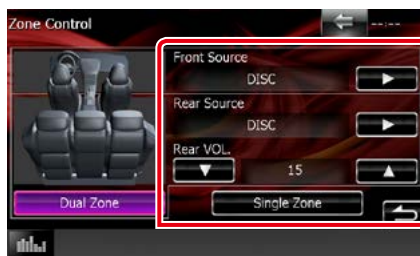 Zone Control
--:--
Front Source
DISC
Rear Source
DISC
Rear VOL.
15
Dual Zone
Single Zone